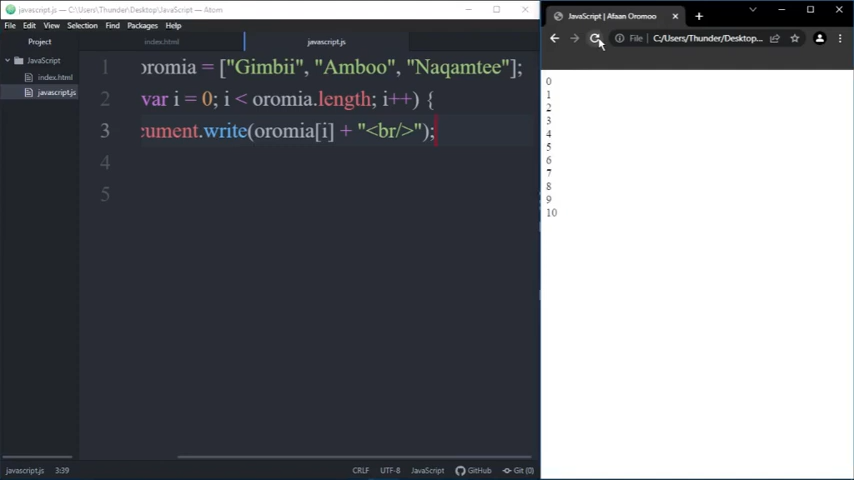 javascript.js — C:\Users\Thunder\Desktop\JavaScript — Atom
File Edit View Selection Find Packages Help
Project
JavaScript
index.html
javascript.js
index.html
javascript.js
1 oromia = ["Gimbii", "Amboo", "Naqamtee"];
2 var i = 0; i < oromia.length; i++) {
3 cument.write(oromia[i] + "<br/>");
4
5
javascript.js 3:39 CRLF UTF-8 JavaScript GitHub Git (0)
JavaScript | Afaan Oromoo
File C:/Users/Thunder/Desktop...
0
1
2
3
4
5
6
7
8
9
10